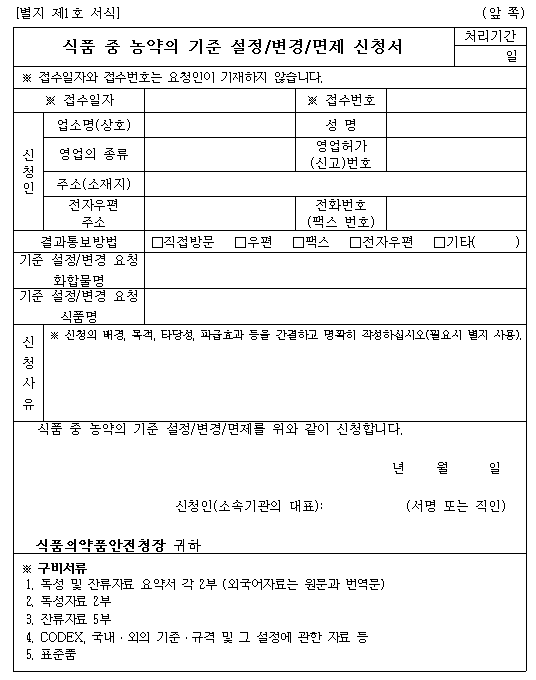 [별지 제1호 서식] (앞 쪽)
식품 중 농약의 기준 설정/변경/면제 신청서
처리기간
일
※ 접수일자와 접수번호는 요청인이 기재하지 않습니다.
※ 접수일자 ※ 접수번호
신청인
업소명(상호) 성 명
영업의 종류 영업허가
(신고)번호
주소(소재지)
전자우편
주소
전화번호
(팩스 번호)
결과통보방법 □직접방문 □우편 □팩스 □전자우편 □기타( )
기준 설정/변경 요청
화합물명
기준 설정/변경 요청
식품명
신청사유
※ 신청의 배경, 목적, 타당성, 파급효과 등을 간결하고 명확히 작성하십시오(필요시 별지 사용).
식품 중 농약의 기준 설정/변경/면제를 위와 같이 신청합니다.
년 월 일
신청인(소속기관의 대표): (서명 또는 직인)
식품의약품안전청장 귀하
※ 구비서류
1. 독성 및 잔류자료 요약서 각 2부 (외국어자료는 원문과 번역문)
2. 독성자료 2부
3. 잔류자료 5부
4. CODEX, 국내·외의 기준·규격 및 그 설정에 관한 자료 등
5. 표준품